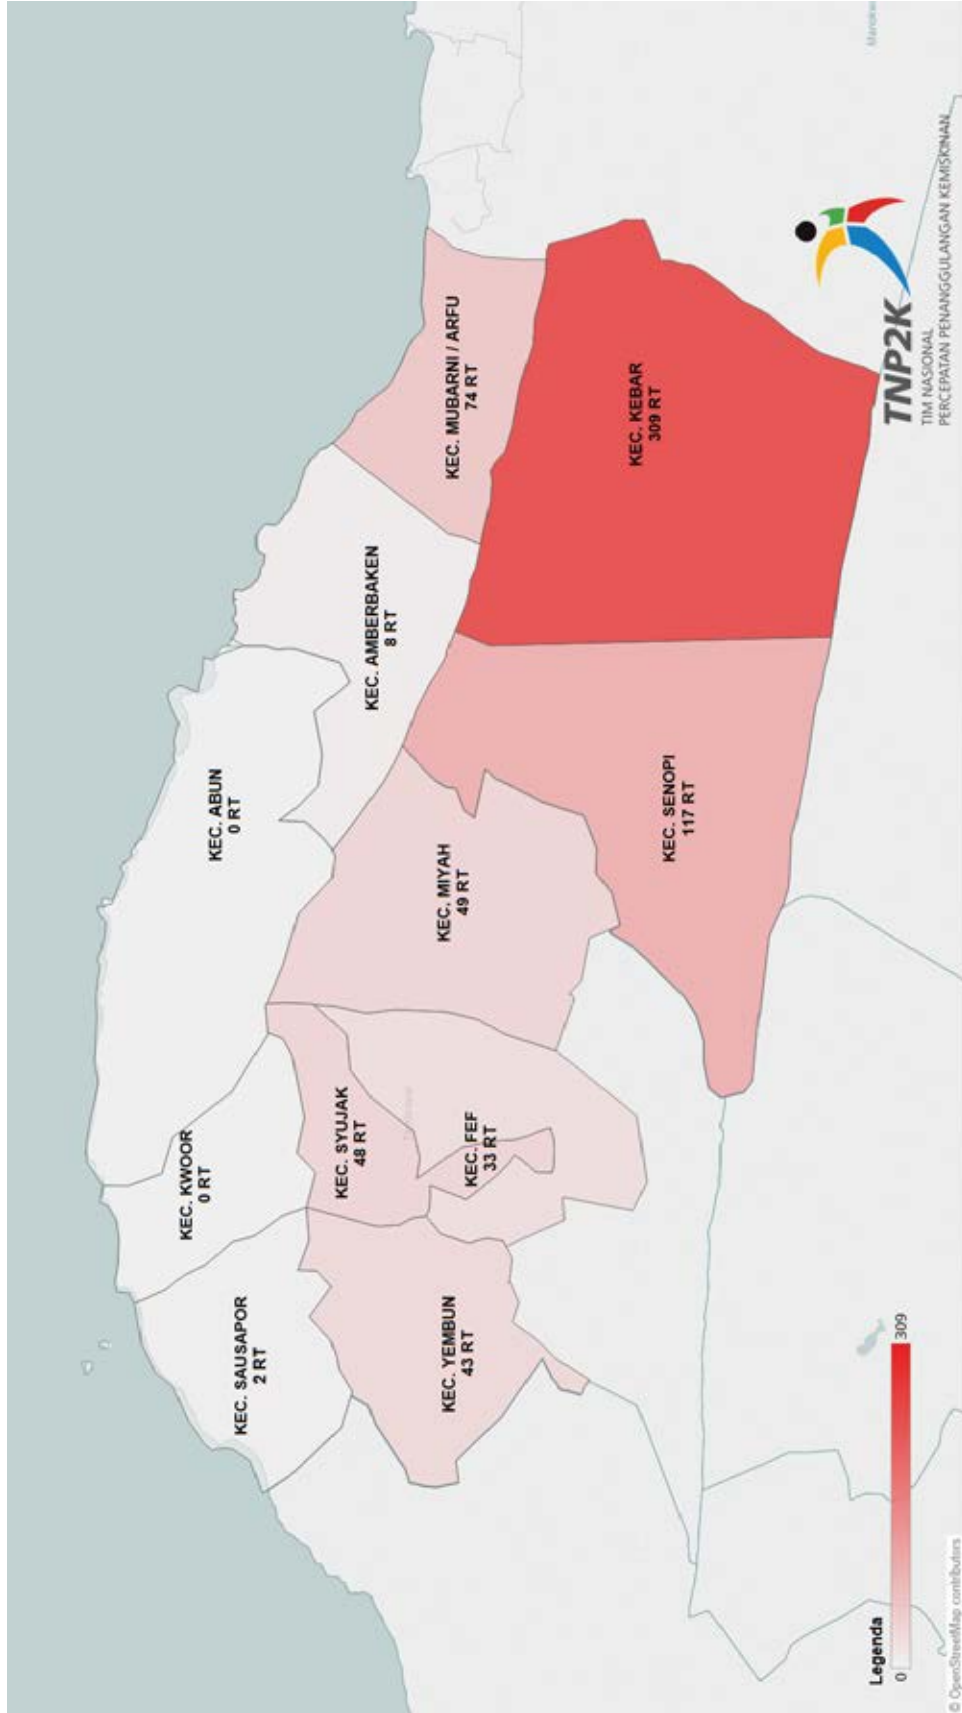 KEC. SAUSAPOR
2 RT
KEC. KWOOR
0 RT
KEC. ABUN
0 RT
KEC. SYUJAK
48 RT
KEC. AMBERBAKEN
8 RT
KEC. YEMBUN
43 RT
KEC. FEF
33 RT
KEC. MIYAH
49 RT
KEC. MUBARNI / ARFU
74 RT
KEC. SENOPI
117 RT
KEC. KEBAR
309 RT
Legenda
0
309
TNP2K
TIM NASIONAL
PERCEPATAN PENANGGULANGAN KEMISKINAN
© OpenStreetMap contributors